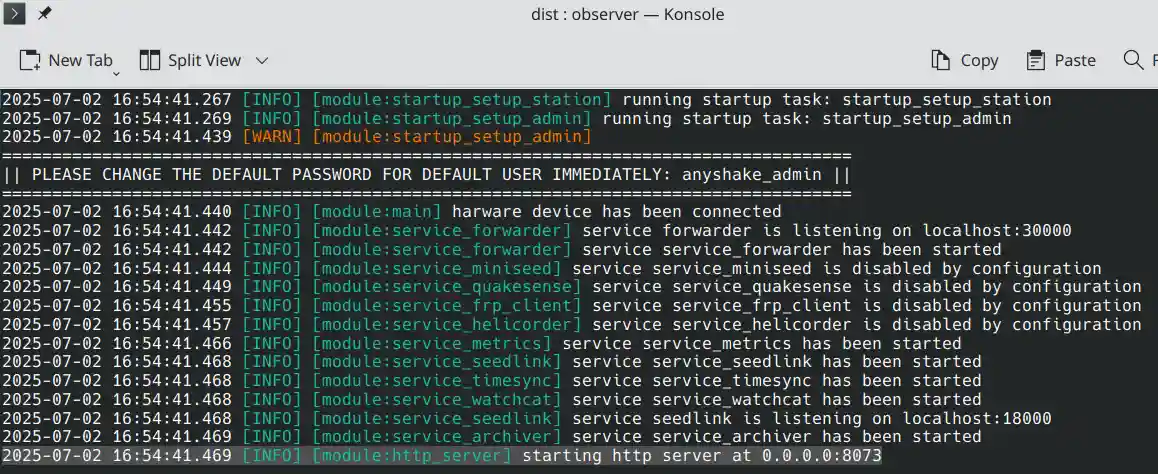 dist : observer — Konsole
New Tab Split View Copy Paste
2025-07-02 16:54:41.267 [INFO] [module:startup_setup_station] running startup task: startup_setup_station
2025-07-02 16:54:41.269 [INFO] [module:startup_setup_admin] running startup task: startup_setup_admin
2025-07-02 16:54:41.439 [WARN] [module:startup_setup_admin]
=====================================================================================
|| PLEASE CHANGE THE DEFAULT PASSWORD FOR DEFAULT USER IMMEDIATELY: anyshake_admin ||
=====================================================================================
2025-07-02 16:54:41.440 [INFO] [module:main] harware device has been connected
2025-07-02 16:54:41.442 [INFO] [module:service_forwarder] service forwarder is listening on localhost:30000
2025-07-02 16:54:41.442 [INFO] [module:service_forwarder] service service_forwarder has been started
2025-07-02 16:54:41.444 [INFO] [module:service_miniseed] service service_miniseed is disabled by configuration
2025-07-02 16:54:41.449 [INFO] [module:service_quakesense] service service_quakesense is disabled by configuration
2025-07-02 16:54:41.455 [INFO] [module:service_frp_client] service service_frp_client is disabled by configuration
2025-07-02 16:54:41.457 [INFO] [module:service_helicorder] service service_helicorder is disabled by configuration
2025-07-02 16:54:41.466 [INFO] [module:service_metrics] service service_metrics has been started
2025-07-02 16:54:41.468 [INFO] [module:service_seedlink] service service_seedlink has been started
2025-07-02 16:54:41.468 [INFO] [module:service_timesync] service service_timesync has been started
2025-07-02 16:54:41.468 [INFO] [module:service_watchcat] service service_watchcat has been started
2025-07-02 16:54:41.468 [INFO] [module:service_seedlink] service seedlink is listening on localhost:18000
2025-07-02 16:54:41.469 [INFO] [module:service_archiver] service service_archiver has been started
2025-07-02 16:54:41.469 [INFO] [module:http_server] starting http server at 0.0.0.0:8073